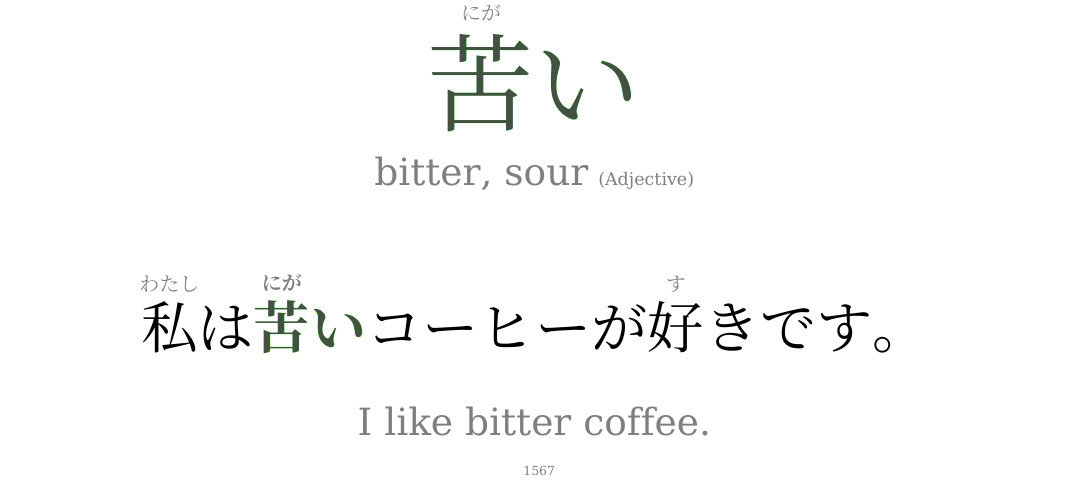 にが
苦い
bitter, sour (Adjective)
わたし にが す
私は苦いコーヒーが好きです。
I like bitter coffee.
1567